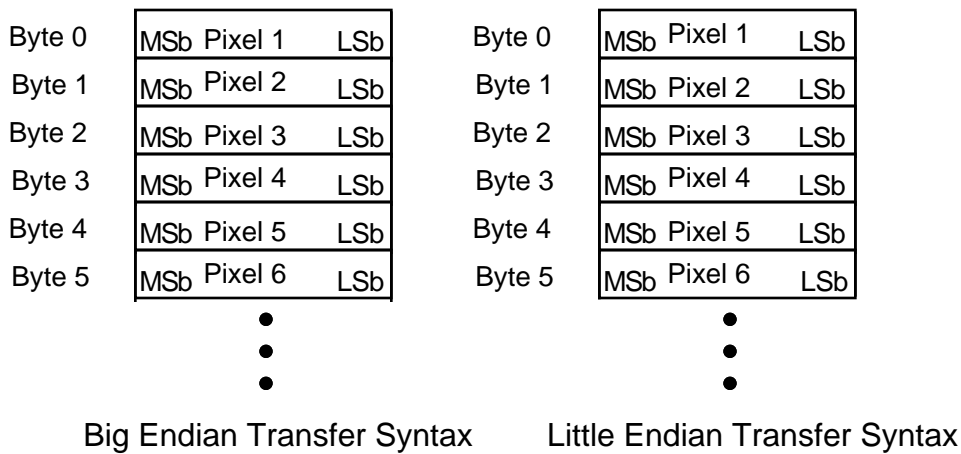 Byte 0 MSb Pixel 1 LSb Byte 0 MSb Pixel 1 LSb
Byte 1 MSb Pixel 2 LSb Byte 1 MSb Pixel 2 LSb
Byte 2 MSb Pixel 3 LSb Byte 2 MSb Pixel 3 LSb
Byte 3 MSb Pixel 4 LSb Byte 3 MSb Pixel 4 LSb
Byte 4 MSb Pixel 5 LSb Byte 4 MSb Pixel 5 LSb
Byte 5 MSb Pixel 6 LSb Byte 5 MSb Pixel 6 LSb
Big Endian Transfer Syntax Little Endian Transfer Syntax